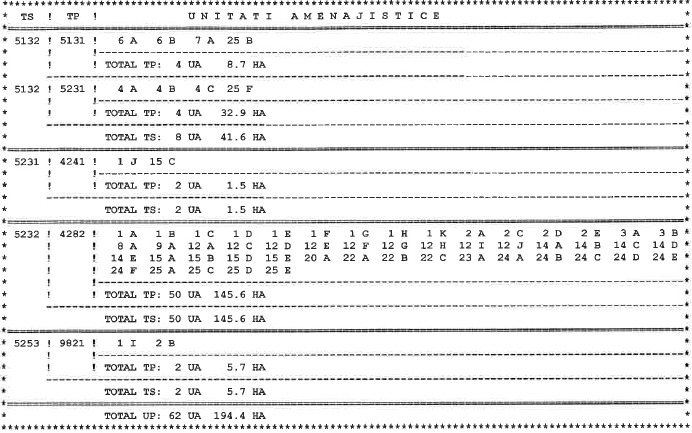 * TS ! TP ! U N I T A T I A M E N A J I S T I C E *
* 5132 ! 5131 ! 6 A 6 B 7 A 25 B *
* ! ! TOTAL TP: 4 UA 8.7 HA *
* 5132 ! 5231 ! 4 A 4 B 4 C 25 F *
* ! ! TOTAL TP: 4 UA 32.9 HA *
* TOTAL TS: 8 UA 41.6 HA *
* 5231 ! 4241 ! 1 J 15 C *
* ! ! TOTAL TP: 2 UA 1.5 HA *
* TOTAL TS: 2 UA 1.5 HA *
* 5232 ! 4282 ! 1 A 1 B 1 C 1 D 1 E 1 F 1 G 1 H 1 K 2 A 2 C 2 D 2 E 3 A 3 B *
* ! ! 8 A 9 A 12 A 12 C 12 D 12 E 12 F 12 G 12 H 12 I 12 J 14 A 14 B 14 C 14 D *
* ! ! 14 E 15 A 15 B 15 D 15 E 20 A 22 A 22 B 22 C 23 A 24 A 24 B 24 C 24 D 24 E *
* ! ! 24 F 25 A 25 C 25 D 25 E *
* ! ! TOTAL TP: 50 UA 145.6 HA *
* TOTAL TS: 50 UA 145.6 HA *
* 5253 ! 9821 ! 1 I 2 B *
* ! ! TOTAL TP: 2 UA 5.7 HA *
* TOTAL TS: 2 UA 5.7 HA *
* TOTAL UP: 62 UA 194.4 HA *